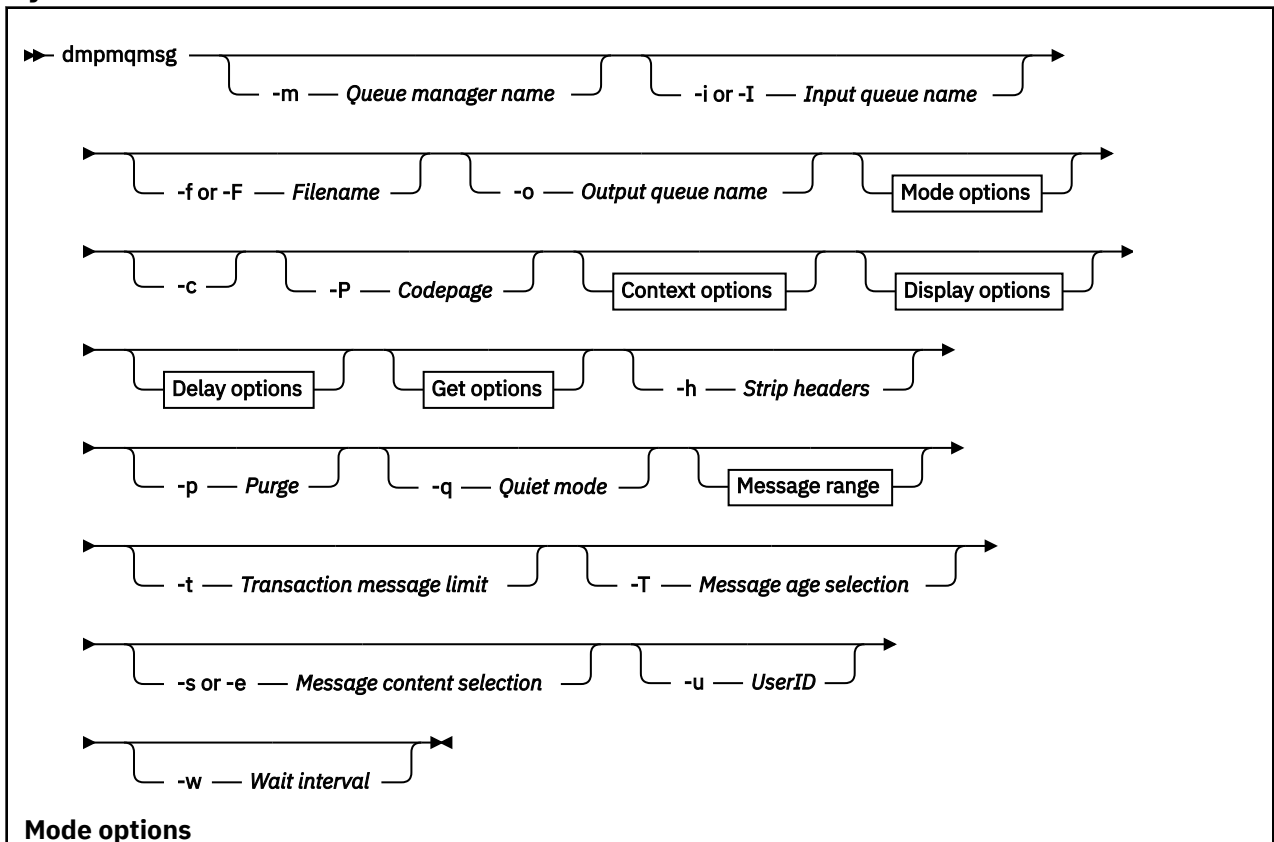 dmpmqmsg
-m Queue manager name -i or -I Input queue name
-f or -F Filename -o Output queue name Mode options
-c -P Codepage Context options Display options
Delay options Get options -h Strip headers
-p Purge -q Quiet mode Message range
-t Transaction message limit -T Message age selection
-s or -e Message content selection -u UserID
-w Wait interval
Mode options